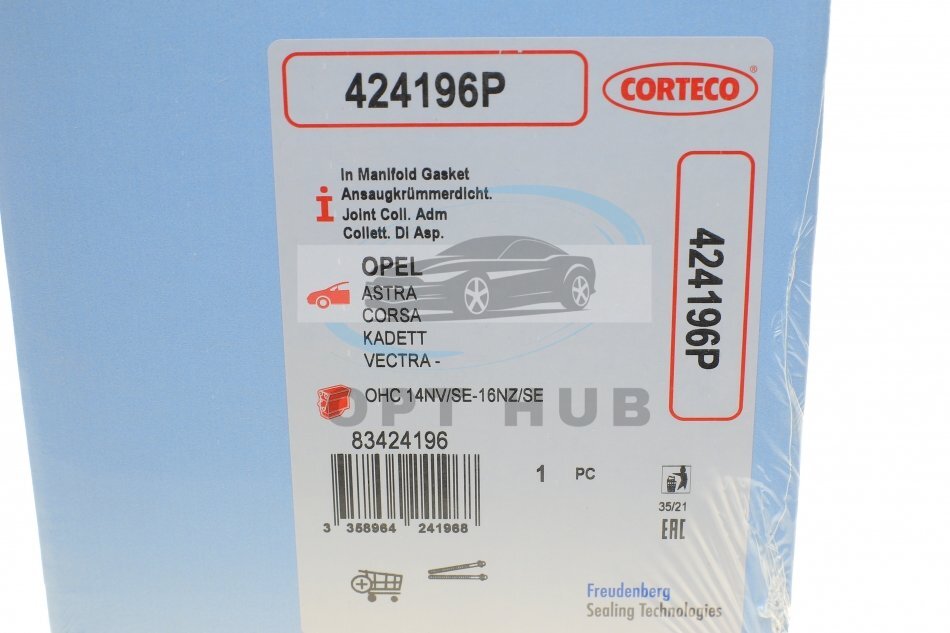 424196P
CORTECO®
In Manifold Gasket
Ansaugkrümmerdicht.
Joint Coll. Adm
Collett. Di Asp.
424196P
OPEL
ASTRA
CORSA
KADETT
VECTRA -
OHC 14NV/SE-16NZ/SE
OPT HUB
83424196
1 PC
3 358964 241968
35/21
EAC
Freudenberg
Sealing Technologies